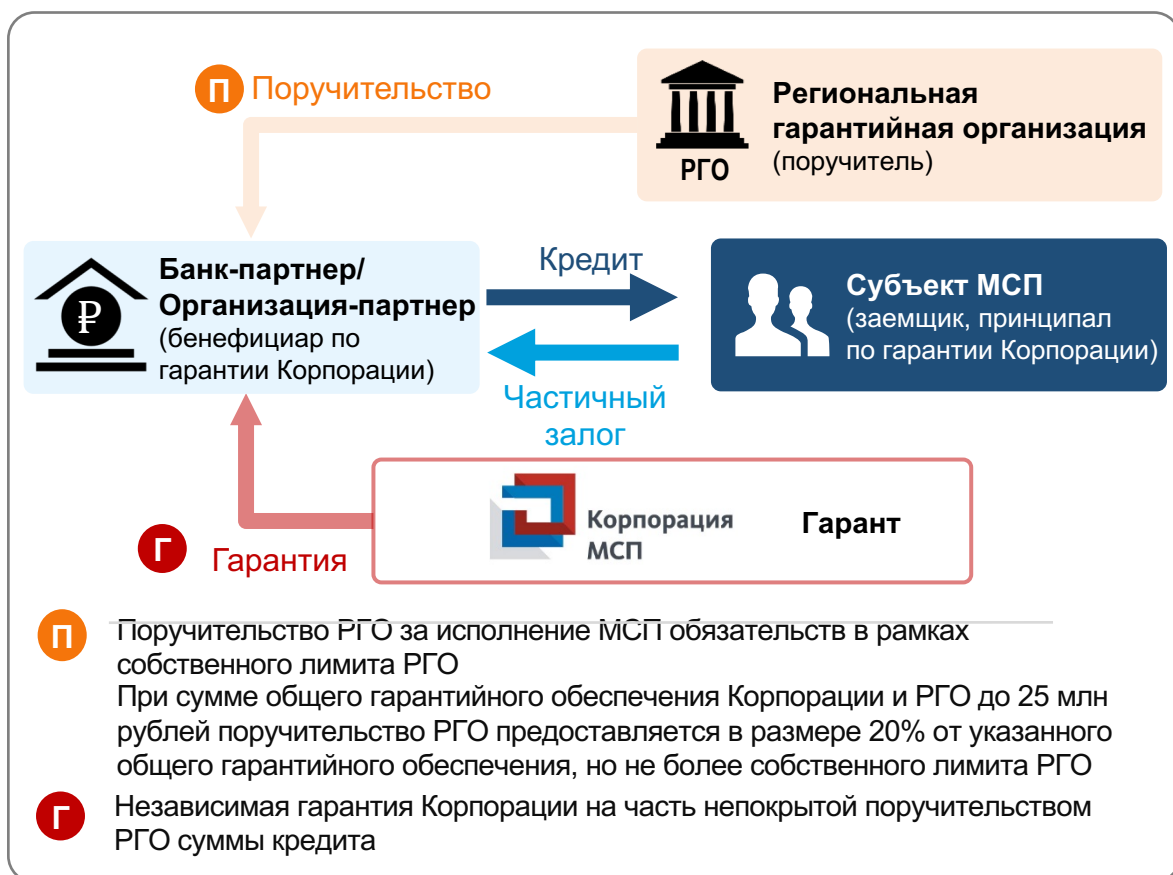 П Поручительство
РГО
Региональная
гарантийная организация
(поручитель)
₽
Банк-партнер/
Организация-партнер
(бенефициар по
гарантии Корпорации)
Кредит
Частичный
залог
Субъект МСП
(заемщик, принципал
по гарантии Корпорации)
Г Гарантия
Корпорация
МСП
Гарант
П Поручительство РГО за исполнение МСП обязательств в рамках
собственного лимита РГО
При сумме общего гарантийного обеспечения Корпорации и РГО до 25 млн
рублей поручительство РГО предоставляется в размере 20% от указанного
общего гарантийного обеспечения, но не более собственного лимита РГО
Г Независимая гарантия Корпорации на часть непокрытой поручительством
РГО суммы кредита